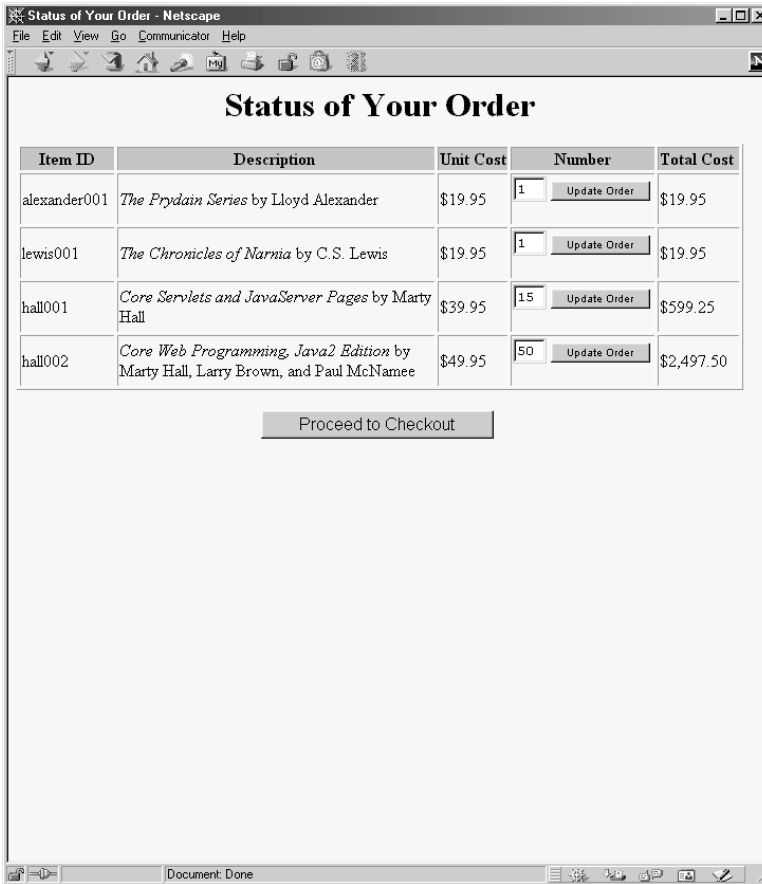 Status of Your Order - Netscape
File Edit View Go Communicator Help
My
N
Status of Your Order
Item ID Description Unit Cost Number Total Cost
alexander001 The Prydain Series by Lloyd Alexander $19.95 1 Update Order $19.95
lewis001 The Chronicles of Narnia by C.S. Lewis $19.95 1 Update Order $19.95
hall001 Core Servlets and JavaServer Pages by Marty
Hall $39.95 15 Update Order $599.25
hall002 Core Web Programming, Java2 Edition by
Marty Hall, Larry Brown, and Paul McNamee $49.95 50 Update Order $2,497.50
Proceed to Checkout
Document: Done